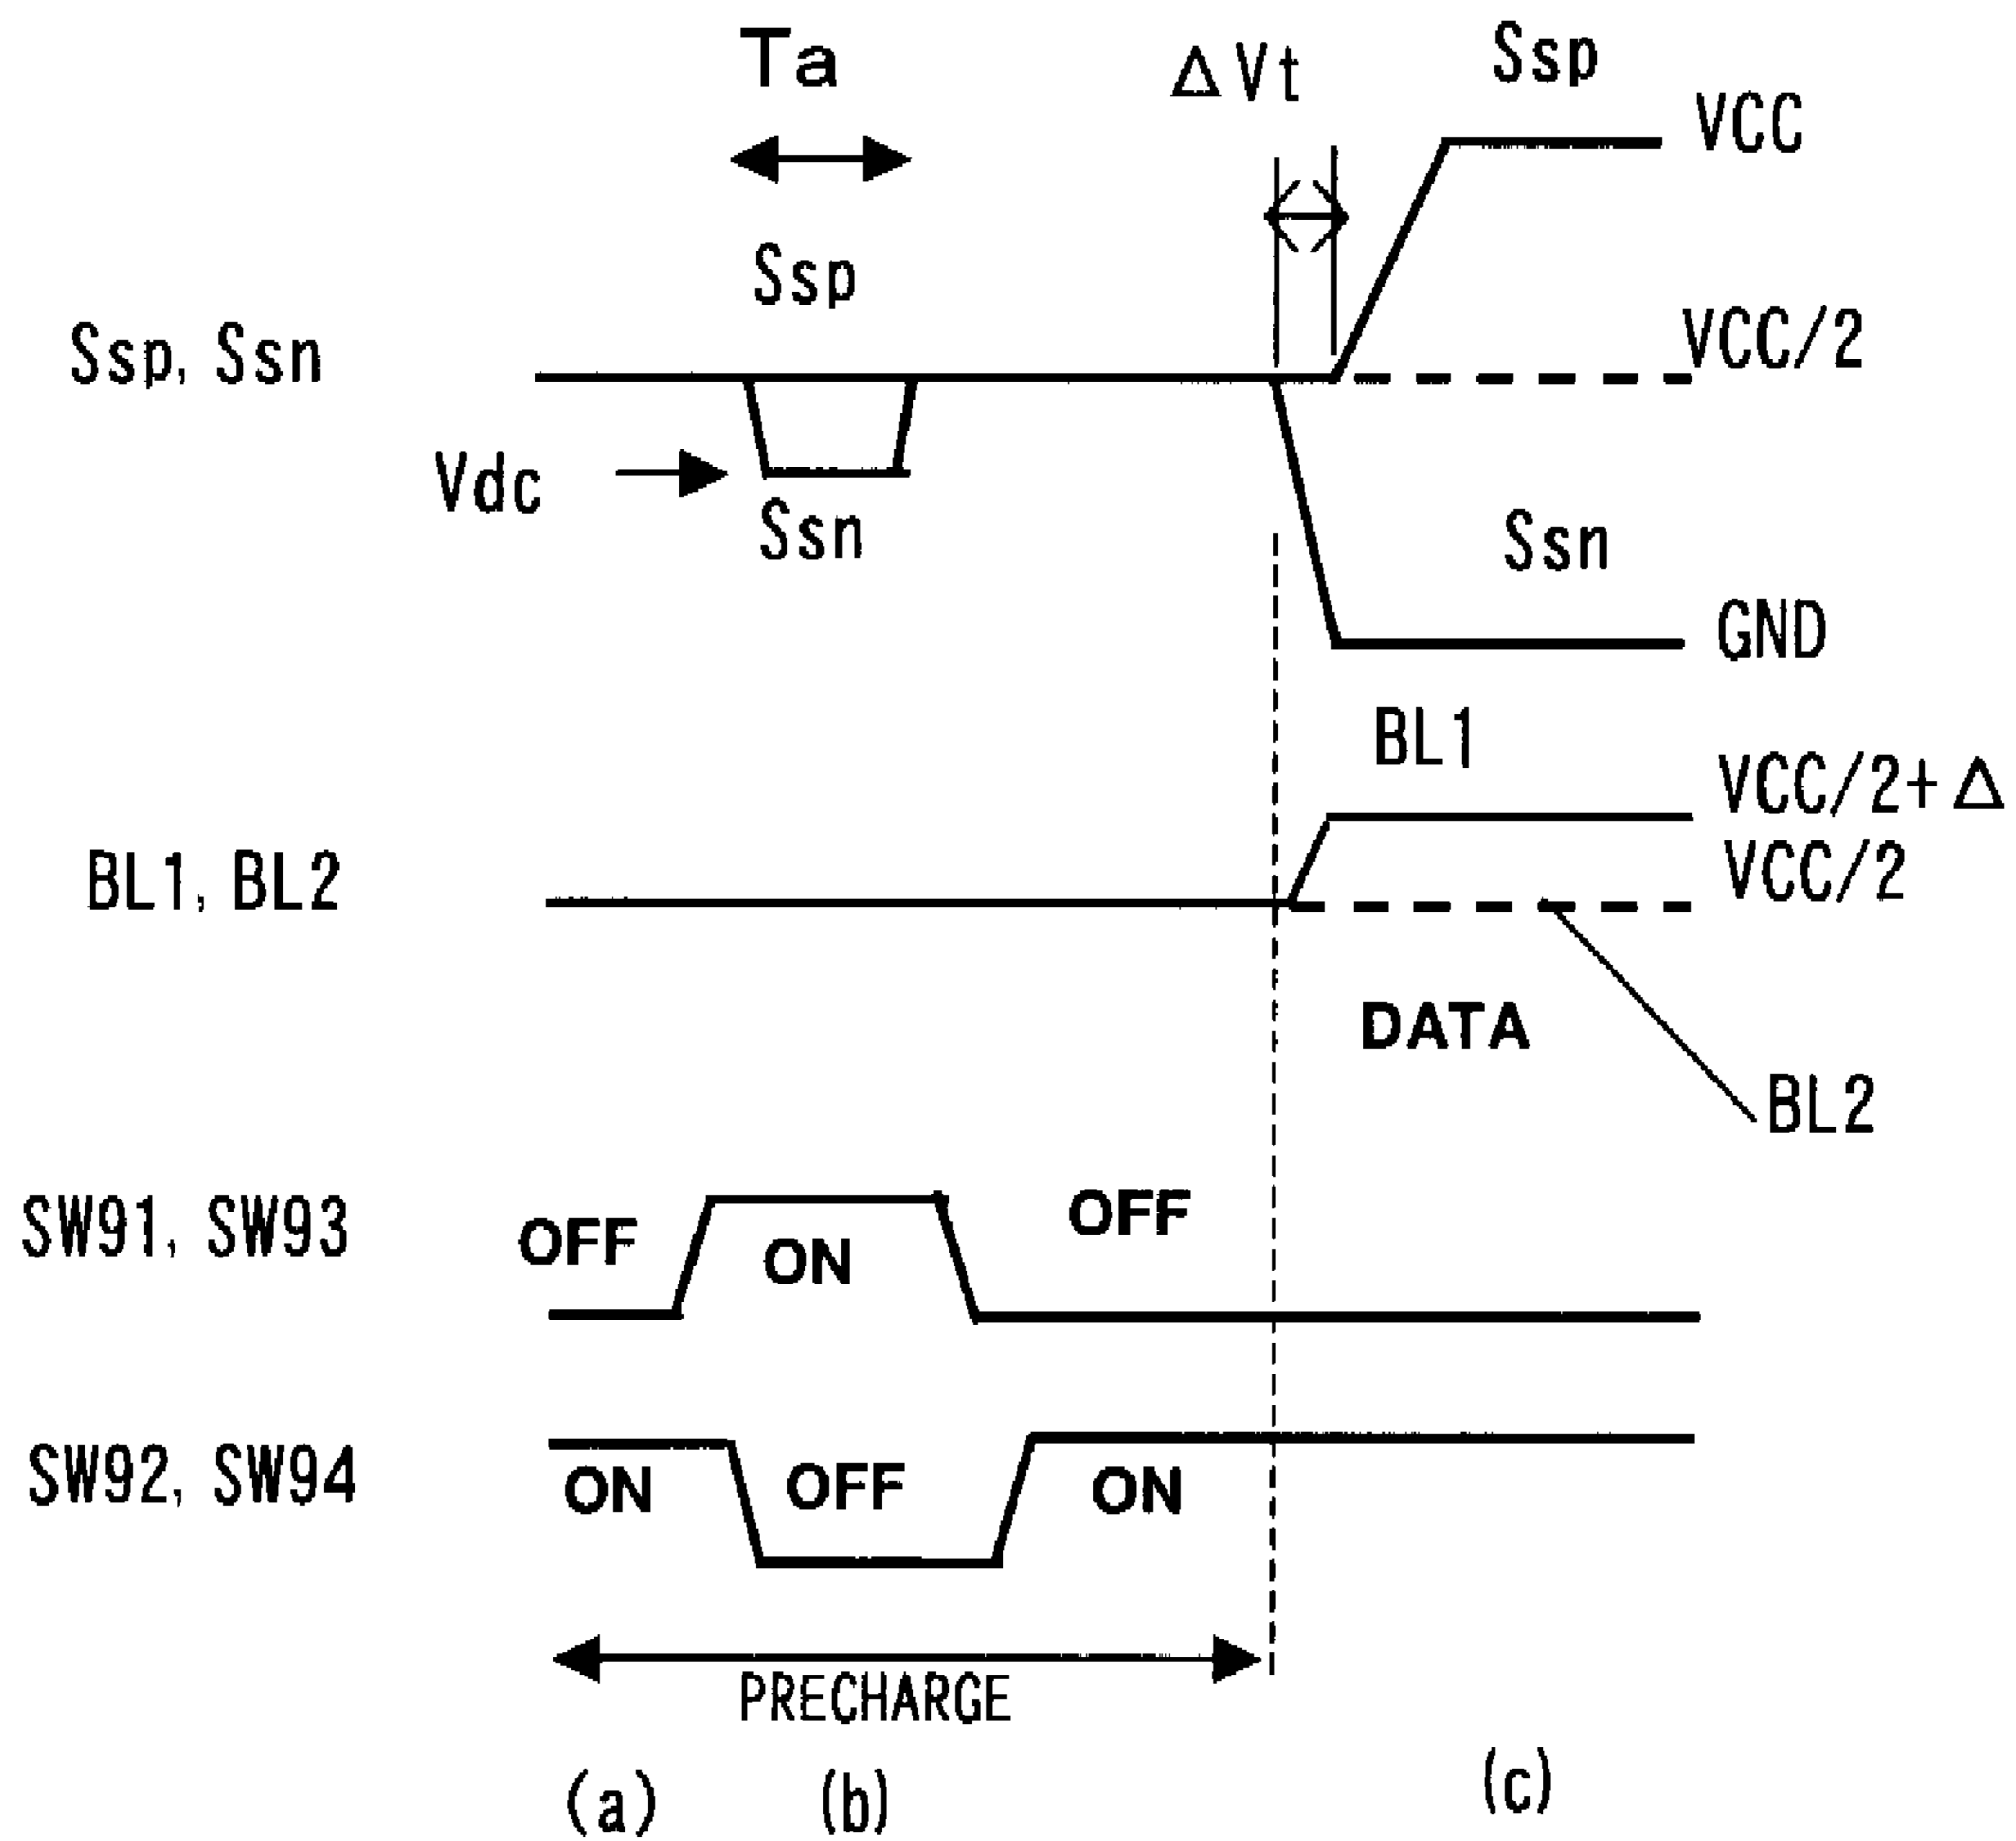 Ta
ΔVt
Ssp
VCC
Ssp
Ssp, Ssn
VCC/2
Vdc
Ssn
Ssn
GND
BL1
VCC/2+Δ
BL1, BL2
VCC/2
DATA
BL2
SW91, SW93
OFF
ON
OFF
SW92, SW94
ON
OFF
ON
PRECHARGE
(a)
(b)
(c)